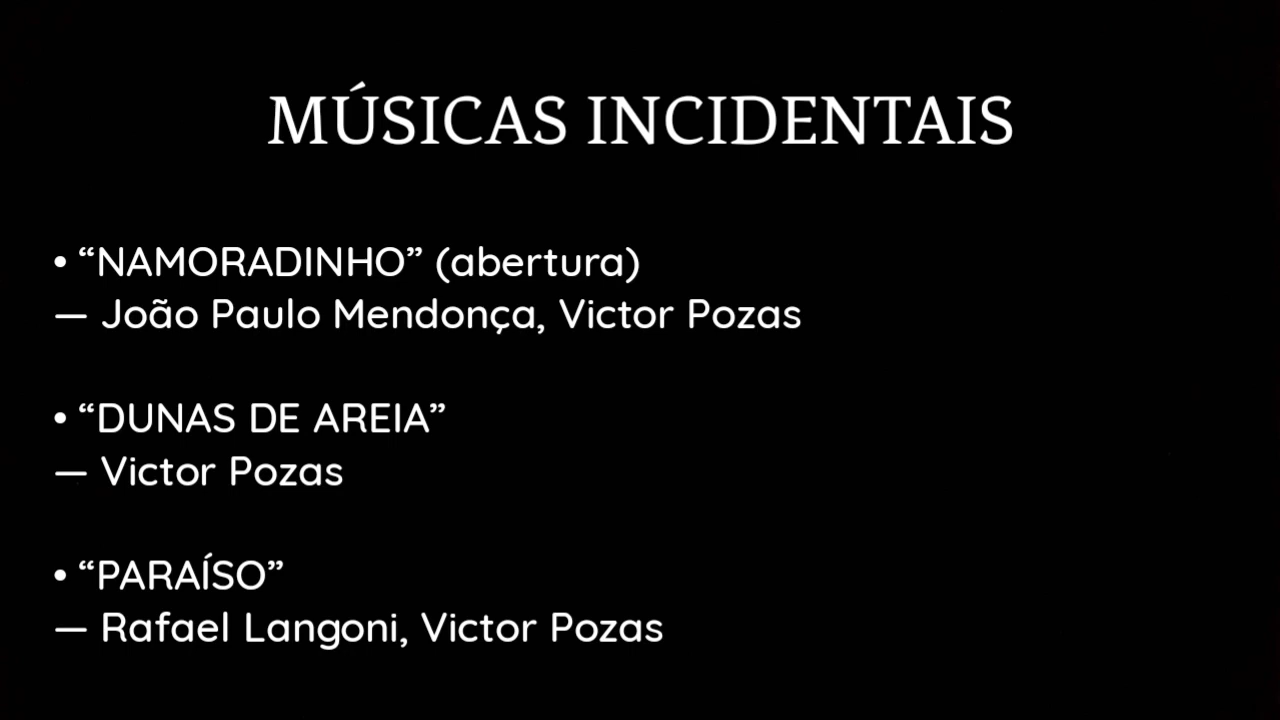 MÚSICAS INCIDENTAIS
• “NAMORADINHO” (abertura)
— João Paulo Mendonça, Victor Pozas
• “DUNAS DE AREIA”
— Victor Pozas
• “PARAÍSO”
— Rafael Langoni, Victor Pozas